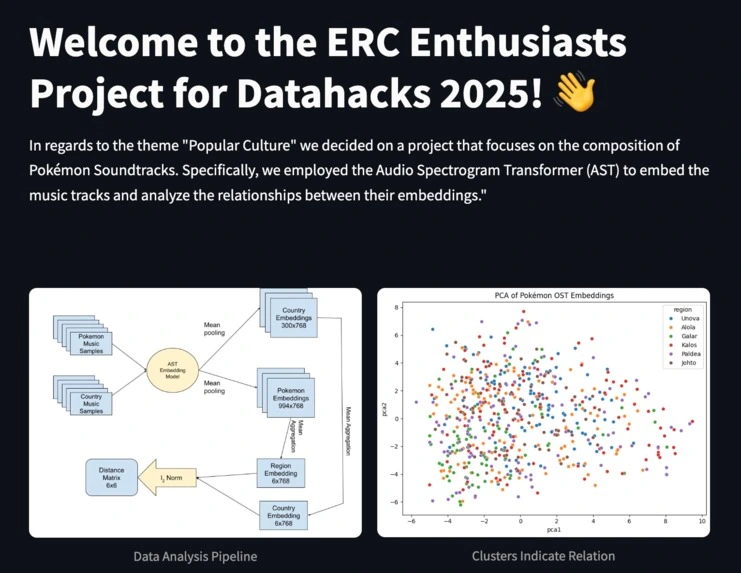 Welcome to the ERC Enthusiasts
Project for Datahacks 2025! 👋
In regards to the theme "Popular Culture" we decided on a project that focuses on the composition of
Pokémon Soundtracks. Specifically, we employed the Audio Spectrogram Transformer (AST) to embed the
music tracks and analyze the relationships between their embeddings."
Pokemon
Music
Samples
Country
Music
Samples
AST
Embedding
Model
Mean
pooling
Mean
pooling
Country
Embeddings
300x768
Pokemon
Embeddings
994x768
Mean
Aggregation
Mean Aggregation
Region
Embedding
6x768
Country
Embedding
6x768
l2 Norm
Distance
Matrix
6x6
Data Analysis Pipeline
PCA of Pokémon OST Embeddings
region
Unova
Alola
Galar
Kalos
Paldea
Johto
pca2
8
6
4
2
0
−2
−4
−6
−6
−4
−2
0
2
4
6
8
10
pca1
Clusters Indicate Relation